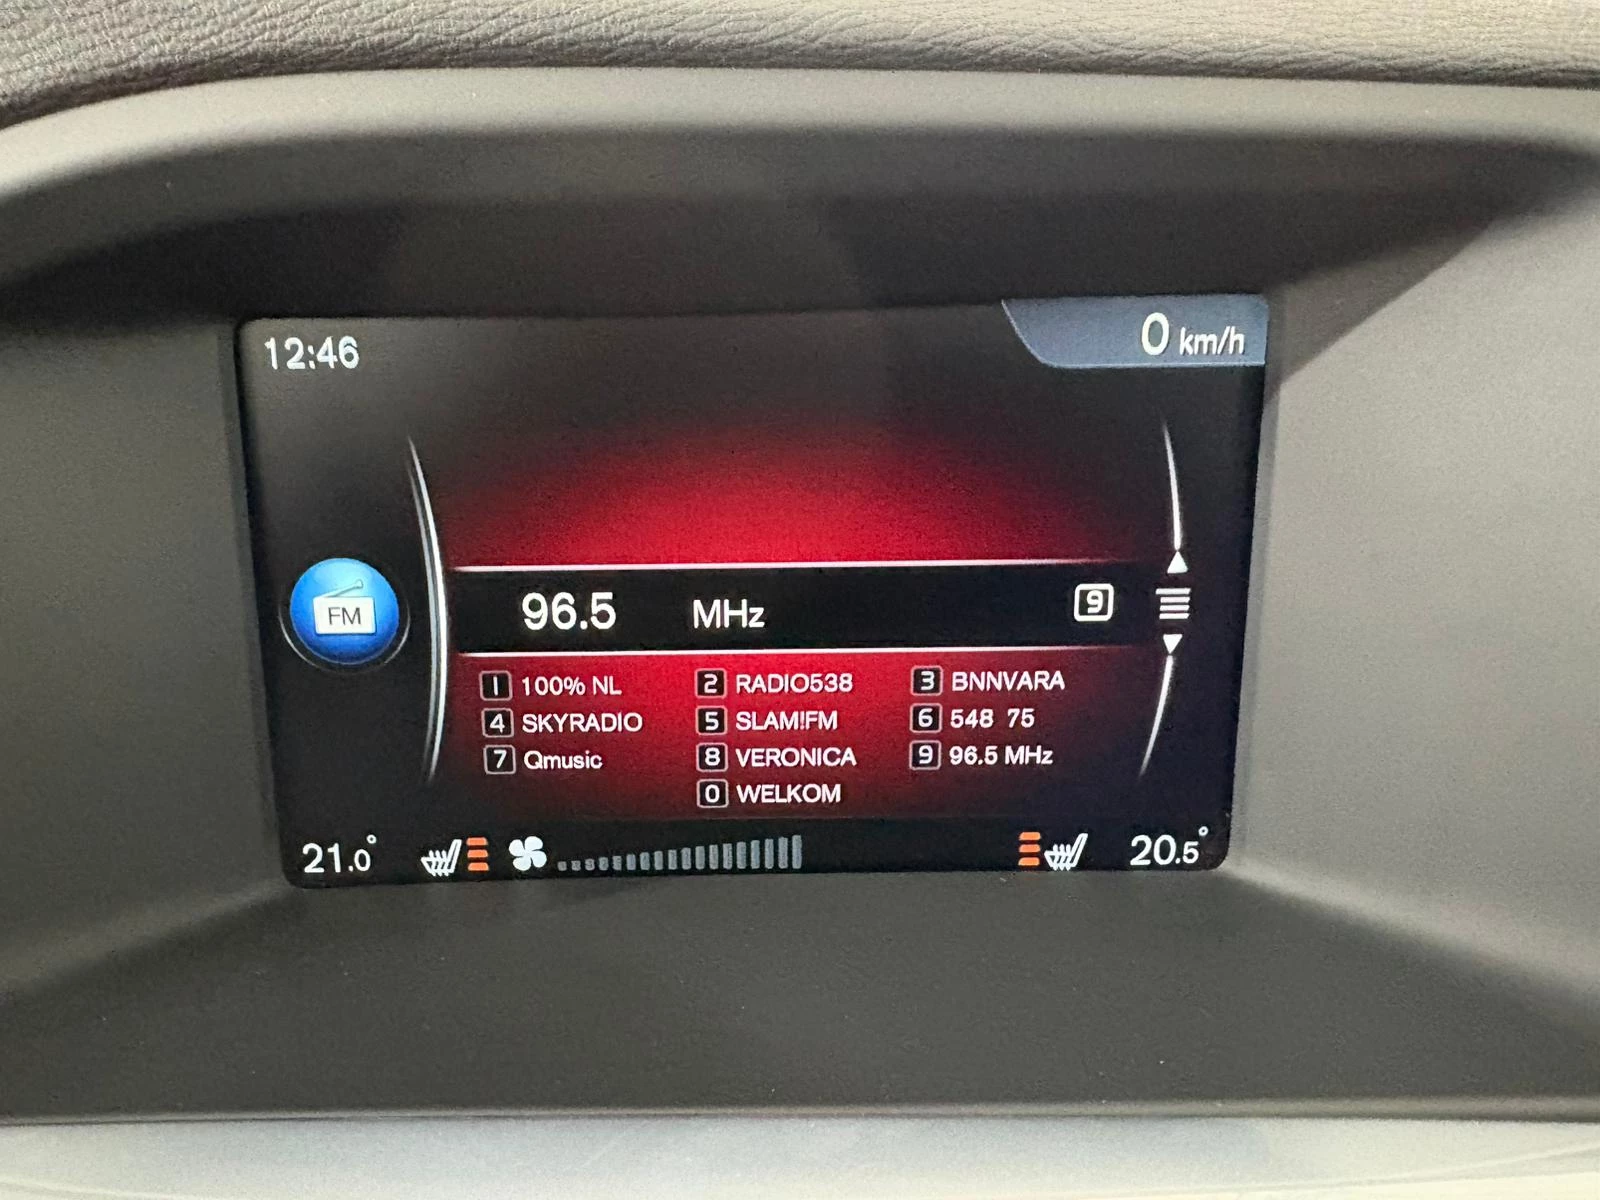 12:46
0 km/h
FM
96.5 MHz 9
1 100% NL 2 RADIO538 3 BNNVARA
4 SKYRADIO 5 SLAM!FM 6 548 75
7 Qmusic 8 VERONICA 9 96.5 MHz
0 WELKOM
21.0° 20.5°